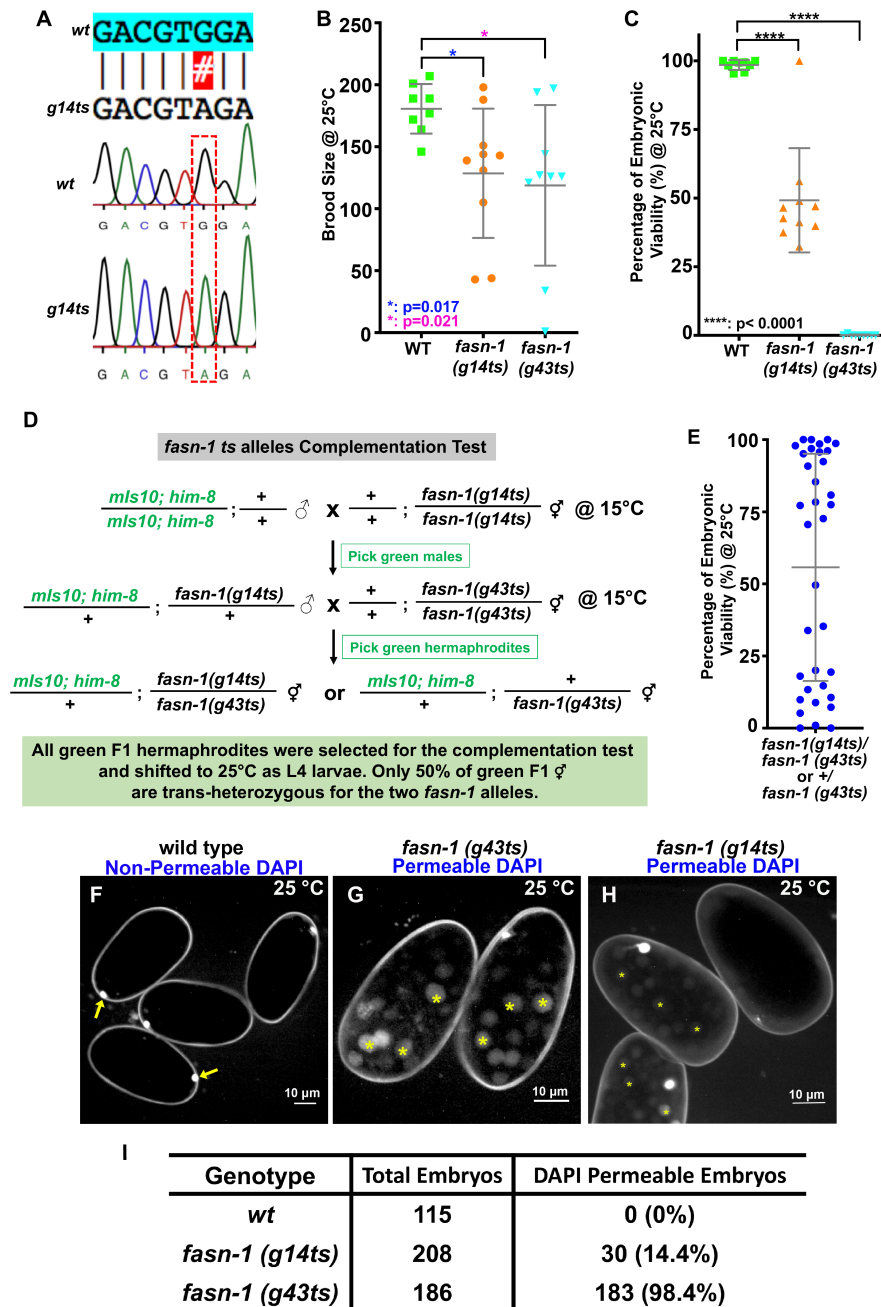 A
wt GACGTGGA
#
g14ts GACGTAGA
wt
G A C G T G G A
g14ts
G A C G T A G A
B
Brood Size @ 25°C
250
200
150
100
50
0
*
*
*: p=0.017
*: p=0.021
WT
fasn-1
(g14ts)
fasn-1
(g43ts)
C
Percentage of Embryonic
Viability (%) @ 25°C
100
75
50
25
0
****
****
****: p< 0.0001
WT
fasn-1
(g14ts)
fasn-1
(g43ts)
D
fasn-1 ts alleles Complementation Test
mIs10; him-8 + + fasn-1(g14ts)
; ♂ x ; ⚥ @ 15°C
mIs10; him-8 + + fasn-1(g14ts)
Pick green males
mIs10; him-8 fasn-1(g14ts) + fasn-1(g43ts)
; ♂ x ; ⚥ @ 15°C
+ + + fasn-1(g43ts)
Pick green hermaphrodites
mIs10; him-8 fasn-1(g14ts) mIs10; him-8 +
; ⚥ or ; ⚥
+ fasn-1(g43ts) + fasn-1(g43ts)
All green F1 hermaphrodites were selected for the complementation test
and shifted to 25°C as L4 larvae. Only 50% of green F1 ⚥
are trans-heterozygous for the two fasn-1 alleles.
E
Percentage of Embryonic
Viability (%) @ 25°C
100
75
50
25
0
fasn-1(g14ts)/
fasn-1 (g43ts)
or +/
fasn-1 (g43ts)
wild type
Non-Permeable DAPI
F
25 °C
10 µm
fasn-1 (g43ts)
Permeable DAPI
G
25 °C
* * * * * *
10 µm
fasn-1 (g14ts)
Permeable DAPI
H
25 °C
* * * * * *
10 µm
I
Genotype Total Embryos DAPI Permeable Embryos
wt 115 0 (0%)
fasn-1 (g14ts) 208 30 (14.4%)
fasn-1 (g43ts) 186 183 (98.4%)